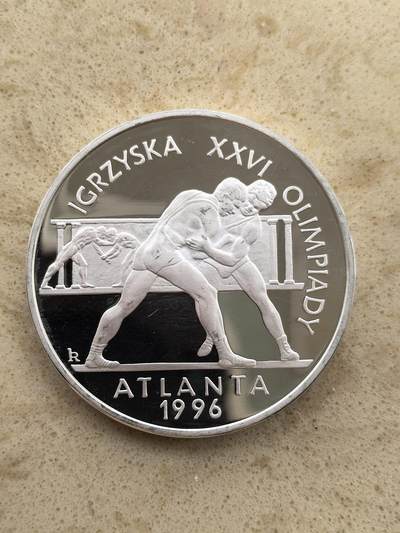 IGRZYSKA XXVI OLIMPIADY
ATLANTA
1996